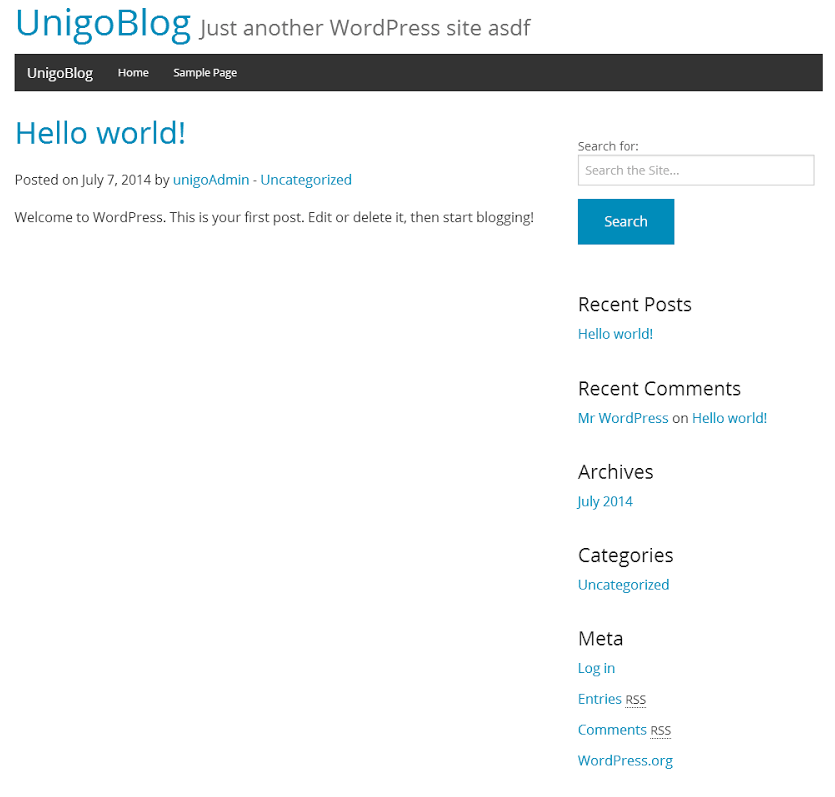 UnigoBlog Just another WordPress site asdf
UnigoBlog Home Sample Page
Hello world!
Posted on July 7, 2014 by unigoAdmin - Uncategorized
Welcome to WordPress. This is your first post. Edit or delete it, then start blogging!
Search for:
Search the Site...
Search
Recent Posts
Hello world!
Recent Comments
Mr WordPress on Hello world!
Archives
July 2014
Categories
Uncategorized
Meta
Log in
Entries RSS
Comments RSS
WordPress.org